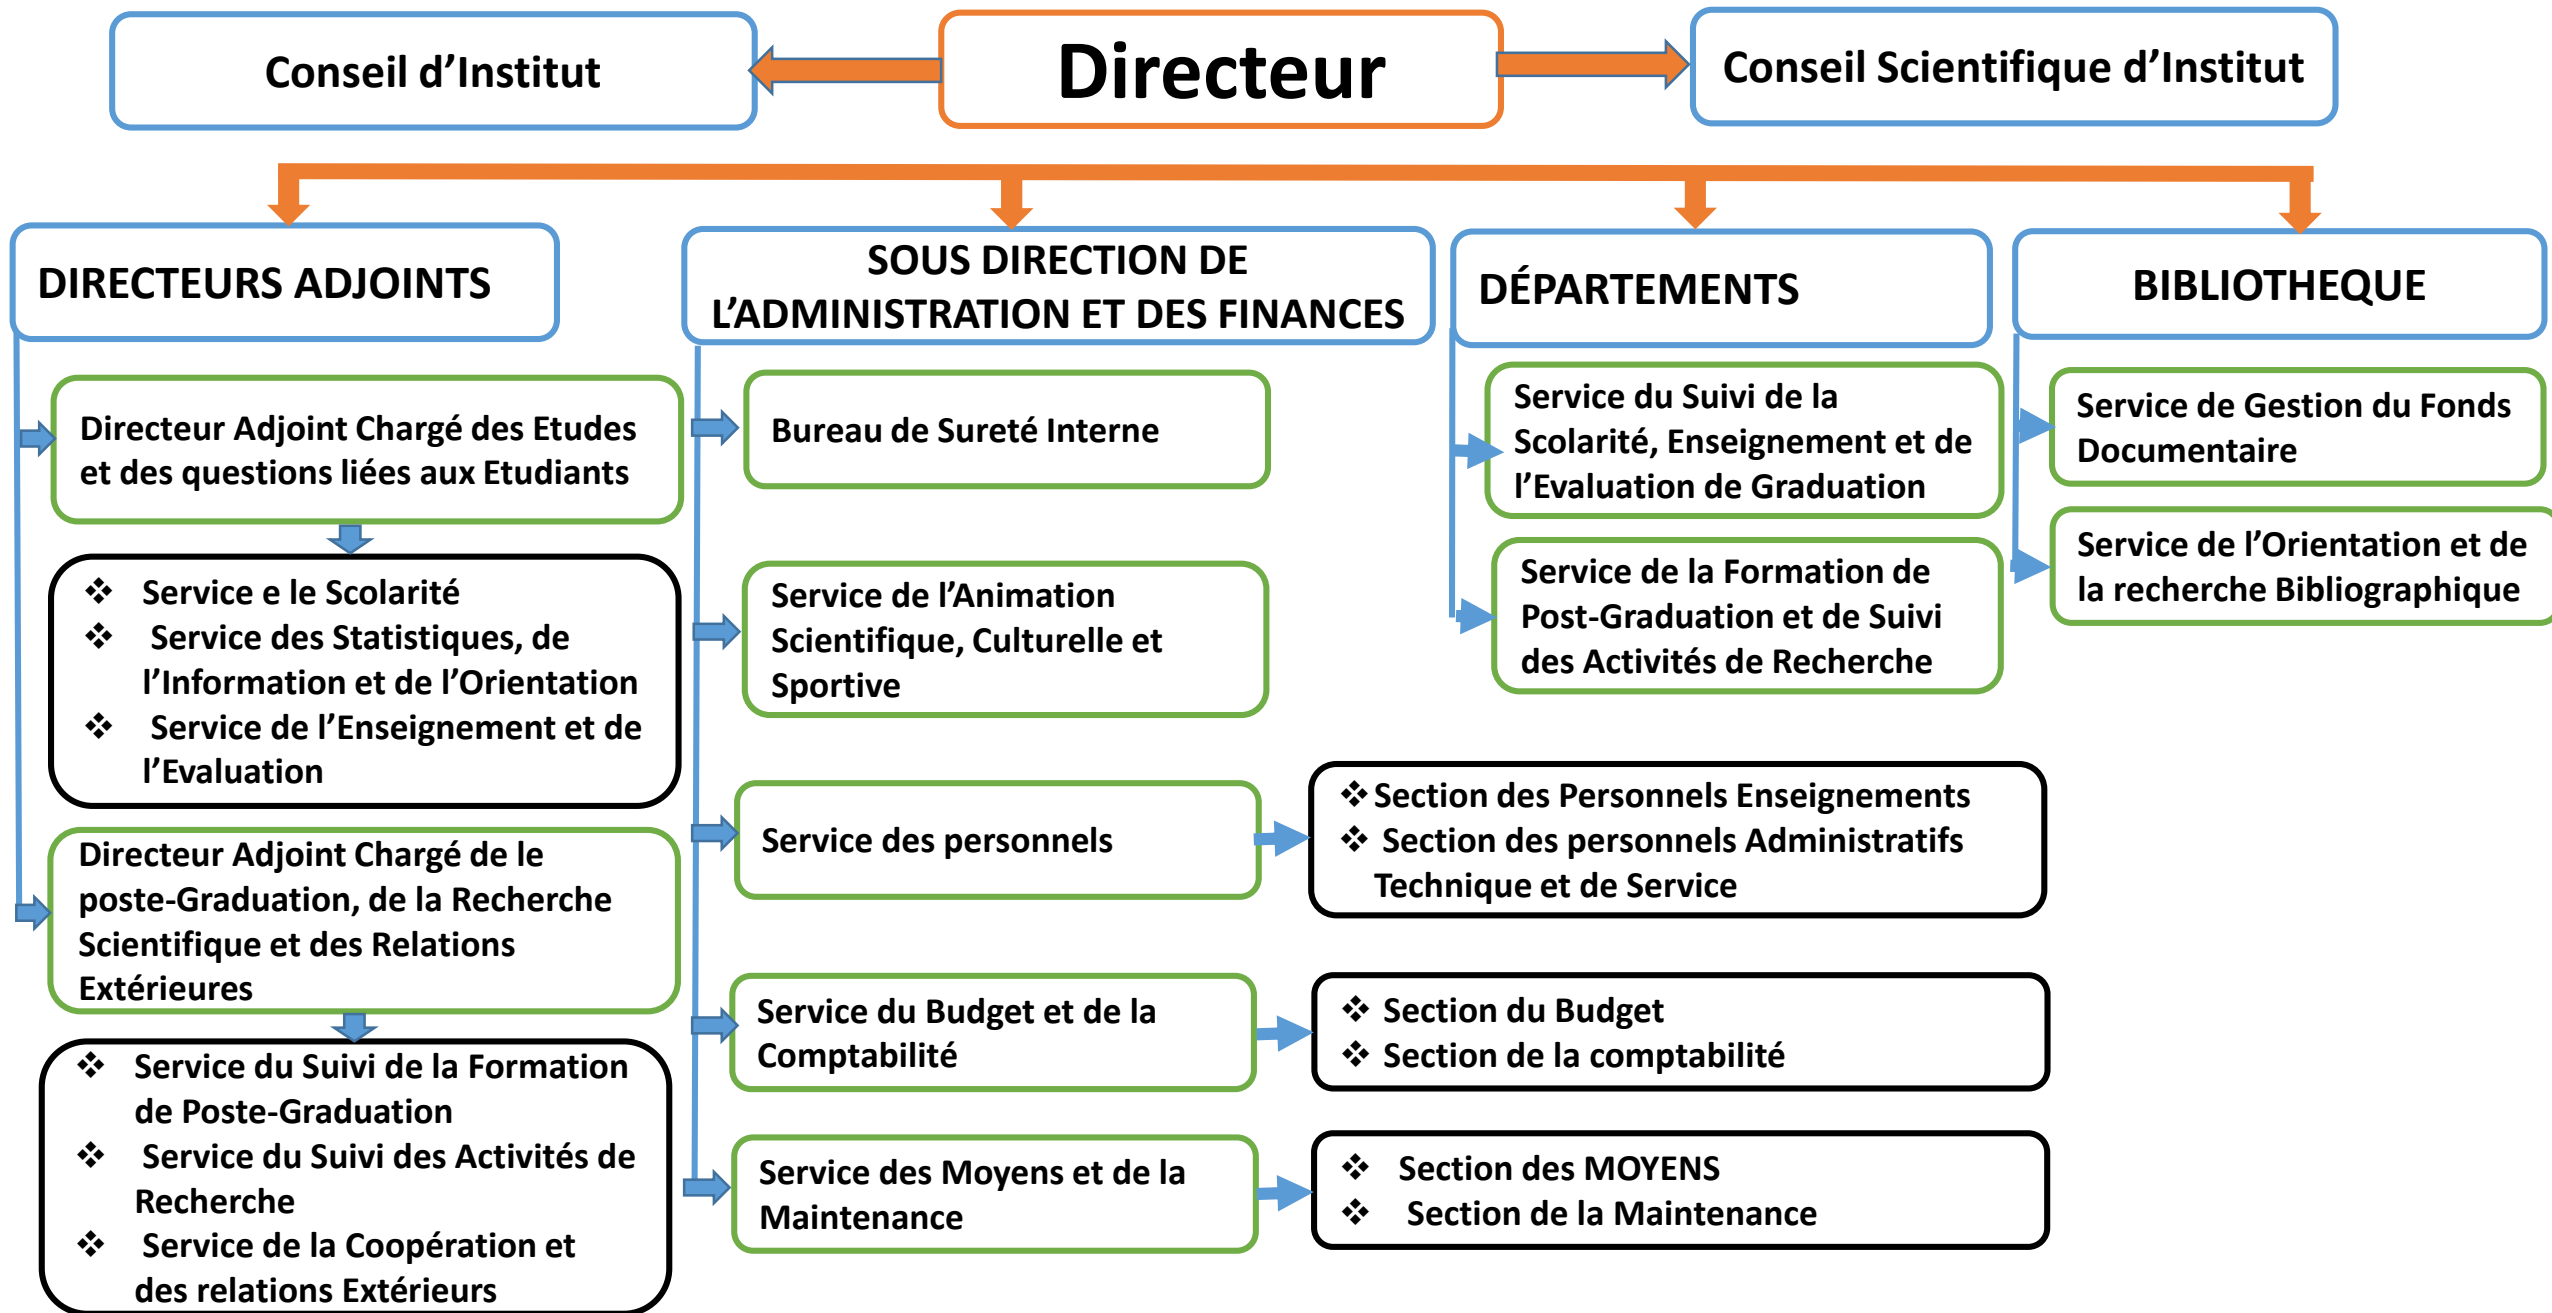 Conseil d’Institut
Directeur
Conseil Scientifique d’Institut
DIRECTEURS ADJOINTS
Directeur Adjoint Chargé des Etudes
et des questions liées aux Etudiants
❖ Service e le Scolarité
❖ Service des Statistiques, de
l’Information et de l’Orientation
❖ Service de l’Enseignement et de
l’Evaluation
Directeur Adjoint Chargé de le
poste-Graduation, de la Recherche
Scientifique et des Relations
Extérieures
❖ Service du Suivi de la Formation
de Poste-Graduation
❖ Service du Suivi des Activités de
Recherche
❖ Service de la Coopération et
des relations Extérieurs
SOUS DIRECTION DE
L’ADMINISTRATION ET DES FINANCES
Bureau de Sureté Interne
Service de l’Animation
Scientifique, Culturelle et
Sportive
Service des personnels
❖ Section des Personnels Enseignements
❖ Section des personnels Administratifs
Technique et de Service
Service du Budget et de la
Comptabilité
❖ Section du Budget
❖ Section de la comptabilité
Service des Moyens et de la
Maintenance
❖ Section des MOYENS
❖ Section de la Maintenance
DÉPARTEMENTS
Service du Suivi de la
Scolarité, Enseignement et de
l’Evaluation de Graduation
Service de la Formation de
Post-Graduation et de Suivi
des Activités de Recherche
BIBLIOTHEQUE
Service de Gestion du Fonds
Documentaire
Service de l’Orientation et de
la recherche Bibliographique